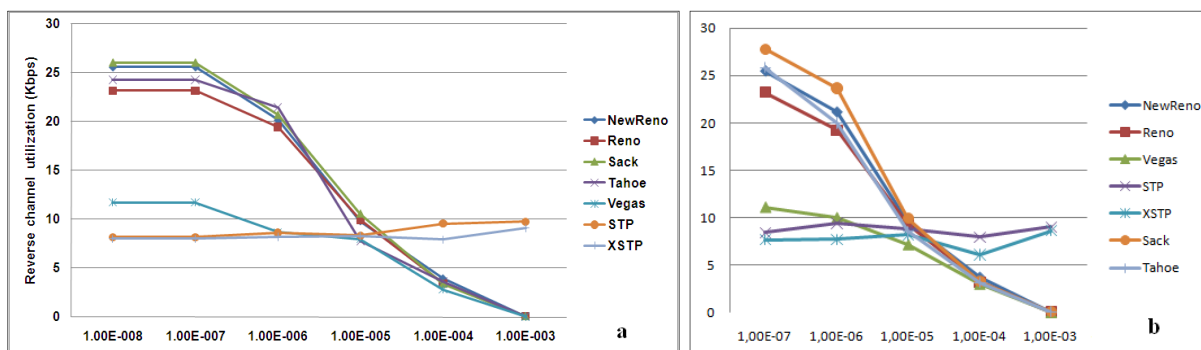 Reverse channel utilization (Kbps)
30
25
20
15
10
5
0
1.00E-008 1.00E-007 1.00E-006 1.00E-005 1.00E-004 1.00E-003
NewReno
Reno
Sack
Tahoe
Vegas
STP
XSTP
a
30
25
20
15
10
5
0
1,00E-07 1,00E-06 1,00E-05 1,00E-04 1,00E-03
NewReno
Reno
Vegas
STP
XSTP
Sack
Tahoe
b